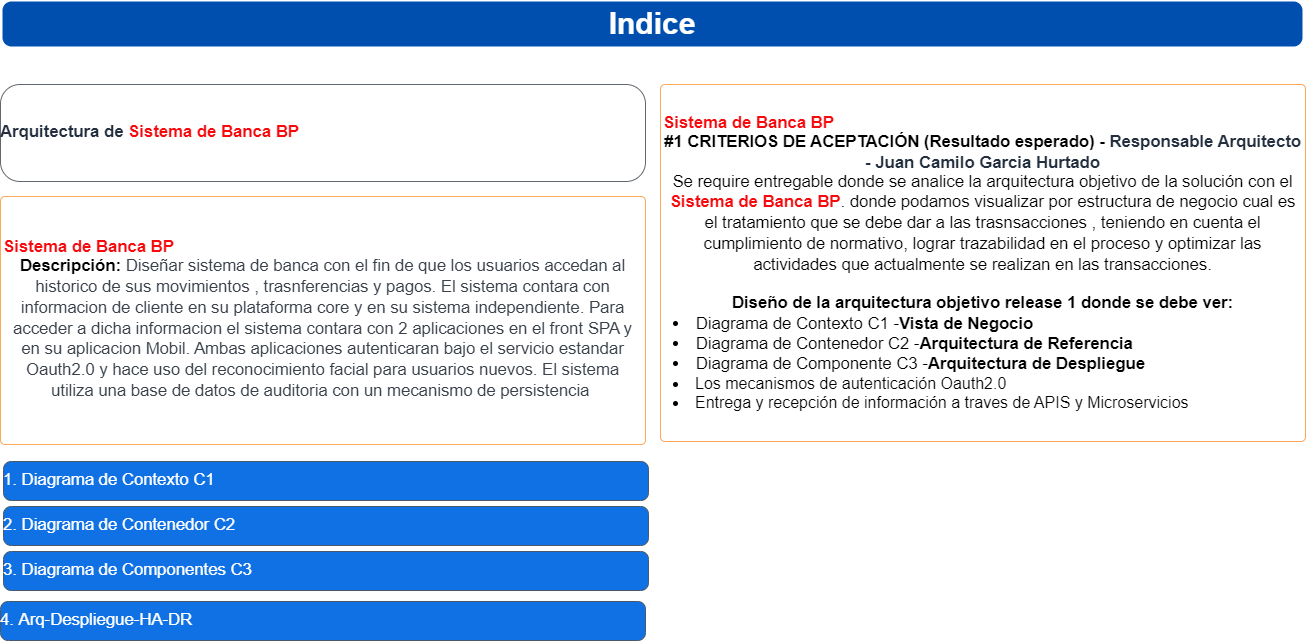 Indice
Arquitectura de Sistema de Banca BP
Sistema de Banca BP
Descripción: Diseñar sistema de banca con el fin de que los usuarios accedan al
historico de sus movimientos , trasnferencias y pagos. El sistema contara con
informacion de cliente en su plataforma core y en su sistema independiente. Para
acceder a dicha informacion el sistema contara con 2 aplicaciones en el front SPA y
en su aplicacion Mobil. Ambas aplicaciones autenticaran bajo el servicio estandar
Oauth2.0 y hace uso del reconocimiento facial para usuarios nuevos. El sistema
utiliza una base de datos de auditoria con un mecanismo de persistencia
1. Diagrama de Contexto C1
2. Diagrama de Contenedor C2
3. Diagrama de Componentes C3
4. Arq-Despliegue-HA-DR
Sistema de Banca BP
#1 CRITERIOS DE ACEPTACIÓN (Resultado esperado) - Responsable Arquitecto
- Juan Camilo Garcia Hurtado
Se require entregable donde se analice la arquitectura objetivo de la solución con el
Sistema de Banca BP. donde podamos visualizar por estructura de negocio cual es
el tratamiento que se debe dar a las trasnsacciones , teniendo en cuenta el
cumplimiento de normativo, lograr trazabilidad en el proceso y optimizar las
actividades que actualmente se realizan en las transacciones.
Diseño de la arquitectura objetivo release 1 donde se debe ver:
• Diagrama de Contexto C1 -Vista de Negocio
• Diagrama de Contenedor C2 -Arquitectura de Referencia
• Diagrama de Componente C3 -Arquitectura de Despliegue
• Los mecanismos de autenticación Oauth2.0
• Entrega y recepción de información a traves de APIS y Microservicios